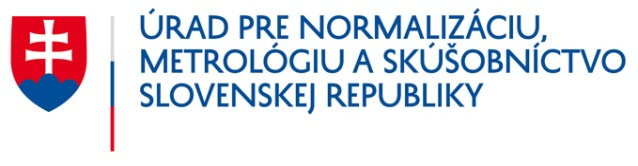 ÚRAD PRE NORMALIZÁCIU,
METROLÓGIU A SKÚŠOBNÍCTVO
SLOVENSKEJ REPUBLIKY